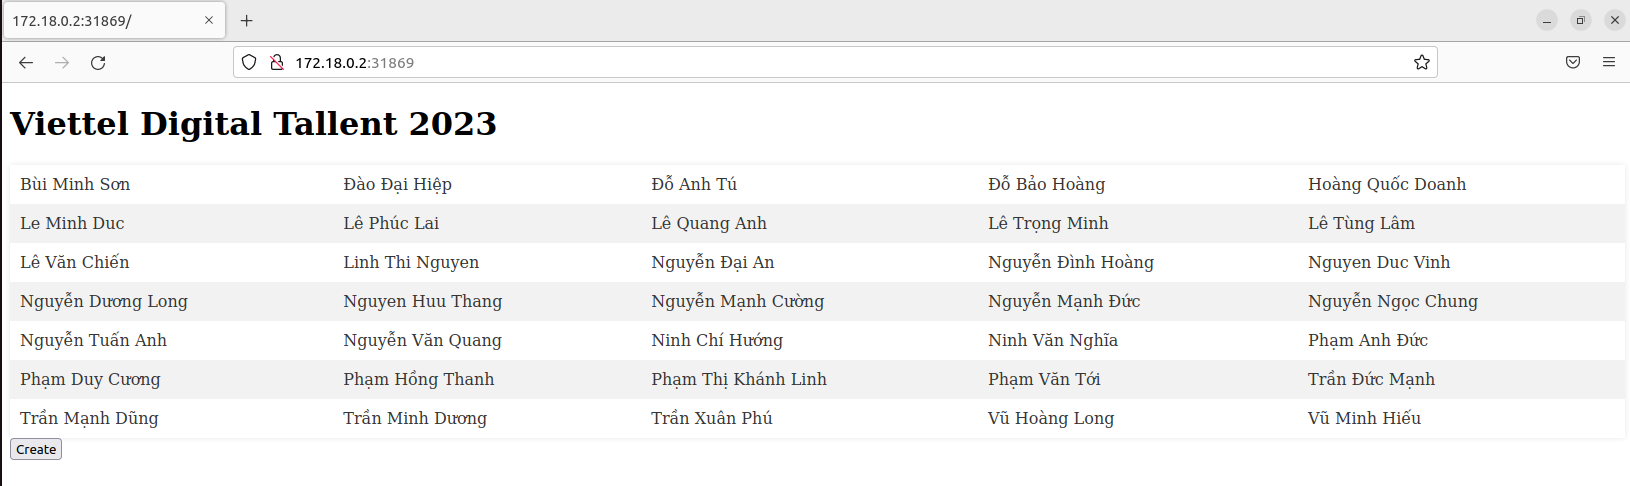 172.18.0.2:31869/
172.18.0.2:31869
Viettel Digital Tallent 2023
Bùi Minh Sơn Đào Đại Hiệp Đỗ Anh Tú Đỗ Bảo Hoàng Hoàng Quốc Doanh
Le Minh Duc Lê Phúc Lai Lê Quang Anh Lê Trọng Minh Lê Tùng Lâm
Lê Văn Chiến Linh Thi Nguyen Nguyễn Đại An Nguyễn Đình Hoàng Nguyen Duc Vinh
Nguyễn Dương Long Nguyen Huu Thang Nguyễn Mạnh Cường Nguyễn Mạnh Đức Nguyễn Ngọc Chung
Nguyễn Tuấn Anh Nguyễn Văn Quang Ninh Chí Hướng Ninh Văn Nghĩa Phạm Anh Đức
Phạm Duy Cương Phạm Hồng Thanh Phạm Thị Khánh Linh Phạm Văn Tới Trần Đức Mạnh
Trần Mạnh Dũng Trần Minh Dương Trần Xuân Phú Vũ Hoàng Long Vũ Minh Hiếu
Create